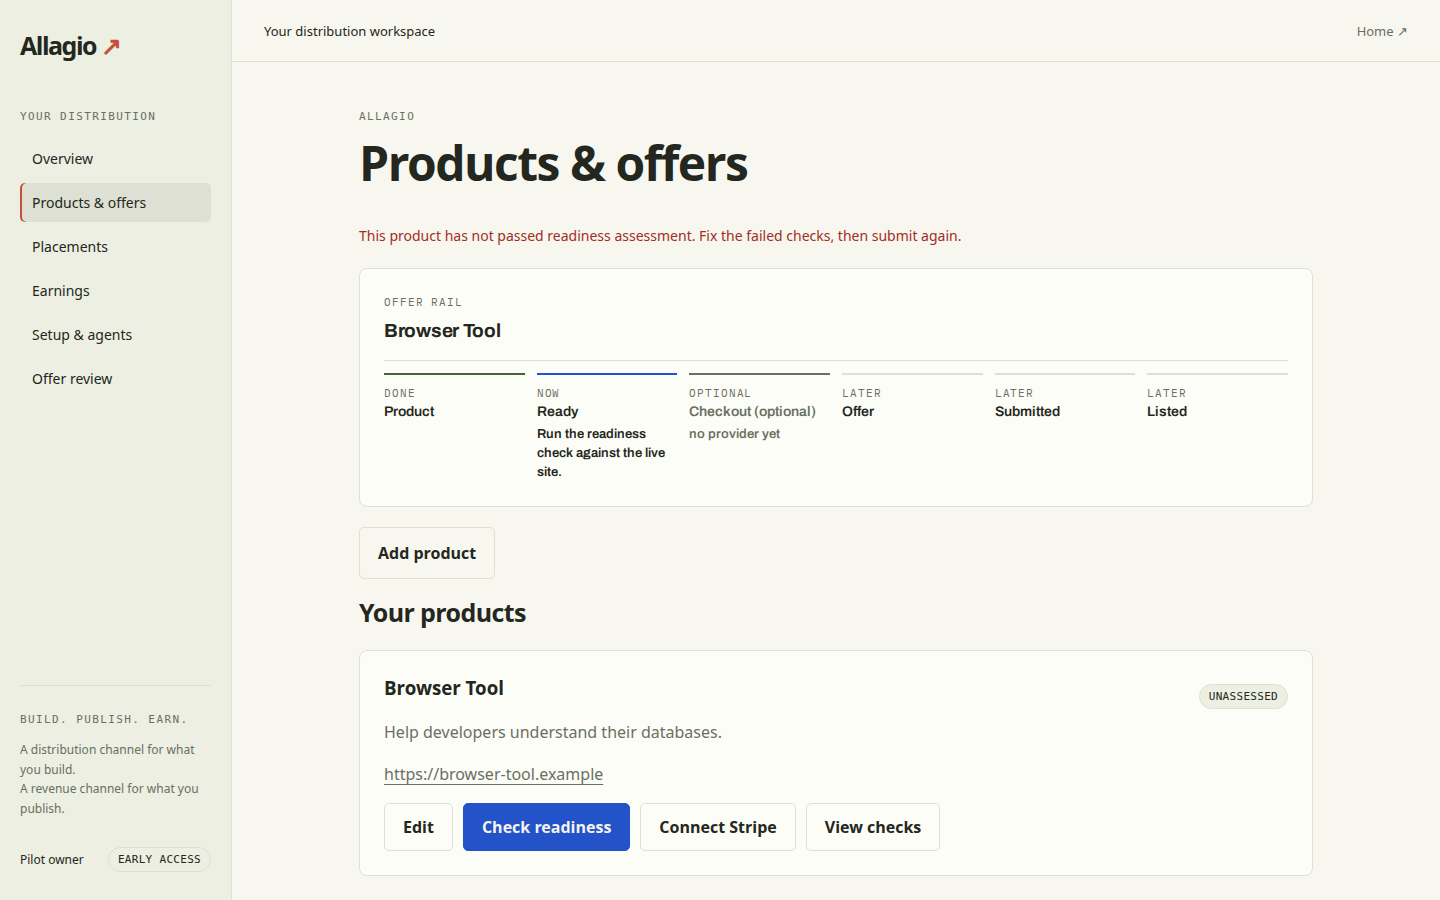 Allagio ↗
YOUR DISTRIBUTION
Overview
Products & offers
Placements
Earnings
Setup & agents
Offer review
BUILD. PUBLISH. EARN.
A distribution channel for what
you build.
A revenue channel for what you
publish.
Pilot owner
EARLY ACCESS
Your distribution workspace
Home ↗
ALLAGIO
Products & offers
This product has not passed readiness assessment. Fix the failed checks, then submit again.
OFFER RAIL
Browser Tool
DONE
Product
NOW
Ready
Run the readiness
check against the live
site.
OPTIONAL
Checkout (optional)
no provider yet
LATER
Offer
LATER
Submitted
LATER
Listed
Add product
Your products
Browser Tool
UNASSESSED
Help developers understand their databases.
https://browser-tool.example
Edit
Check readiness
Connect Stripe
View checks